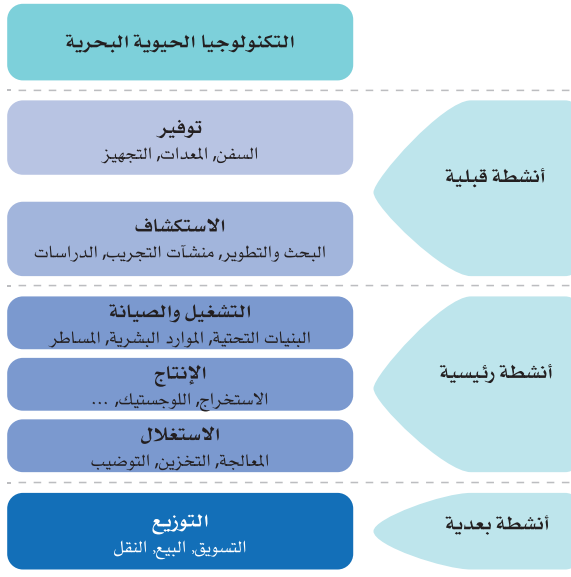 التكنولوجيا الحيوية البحرية
أنشطة قبلية
توفير
السفن, المعدات, التجهيز
الاستكشاف
البحث والتطوير, منشآت التجريب, الدراسات
أنشطة رئيسية
التشغيل والصيانة
البنيات التحتية, الموارد البشرية, المساطر
الإنتاج
الاستخراج, اللوجستيك, ...
الاستغلال
المعالجة, التخزين, التوضيب
أنشطة بعدية
التوزيع
التسويق, البيع, النقل